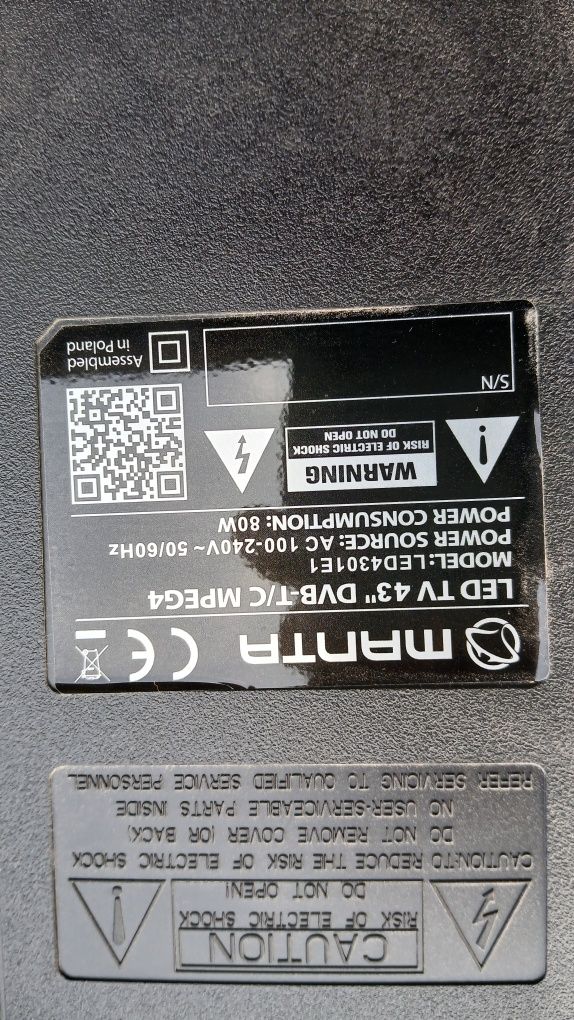 MANTA
CE
LED TV 43" DVB-T/C MPEG4
MODEL: LED4301E1
POWER SOURCE: AC 100-240V~ 50/60Hz
POWER CONSUMPTION: 80W
WARNING
RISK OF ELECTRIC SHOCK
DO NOT OPEN
S/N
Assembled
in Poland
CAUTION
RISK OF ELECTRIC SHOCK
DO NOT OPEN!
CAUTION-TO REDUCE THE RISK OF ELECTRIC SHOCK
DO NOT REMOVE COVER (OR BACK)
NO USER-SERVICEABLE PARTS INSIDE
REFER SERVICING TO QUALIFIED SERVICE PERSONNEL